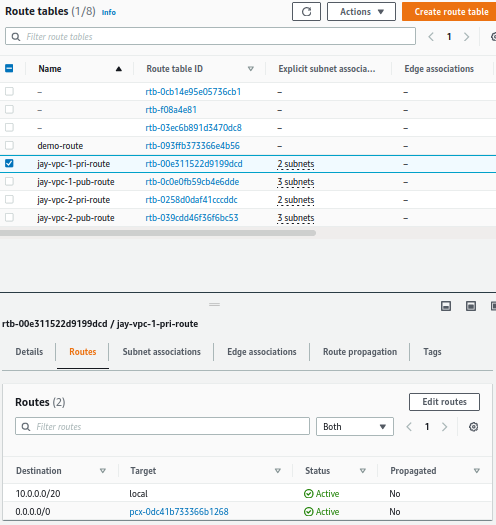 Route tables (1/8) Info
Actions
Create route table
Filter route tables
1
Name Route table ID Explicit subnet associa... Edge associations
– rtb-0cb14e95e05736cb1 – –
– rtb-f08a4e81 – –
– rtb-03ec6b891d3470dc8 – –
demo-route rtb-093ffb373366e4b56 – –
jay-vpc-1-pri-route rtb-00e311522d9199dcd 2 subnets –
jay-vpc-1-pub-route rtb-0c0e0fb59cb4e6dde 3 subnets –
jay-vpc-2-pri-route rtb-0258d0daf41cccddc 2 subnets –
jay-vpc-2-pub-route rtb-039cdd46f36f6bc53 3 subnets –
rtb-00e311522d9199dcd / jay-vpc-1-pri-route
Details Routes Subnet associations Edge associations Route propagation Tags
Routes (2)
Edit routes
Filter routes
Both
1
Destination Target Status Propagated
10.0.0.0/20 local Active No
0.0.0.0/0 pcx-0dc41b733366b1268 Active No